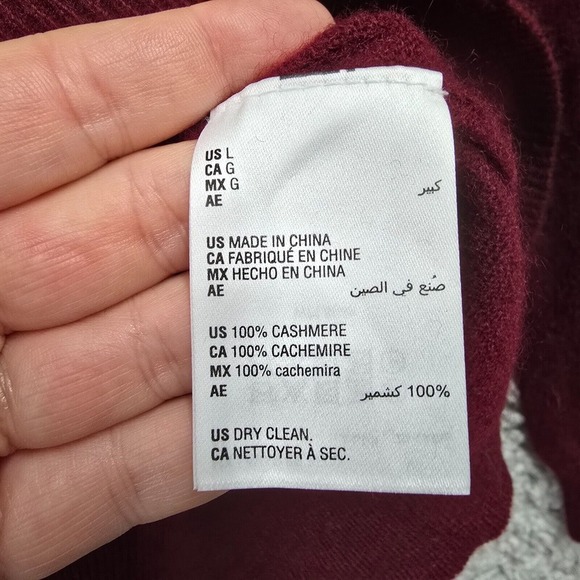 US L
CA G
MX G
AE كبير
US MADE IN CHINA
CA FABRIQUÉ EN CHINE
MX HECHO EN CHINA
AE صُنع في الصين
US 100% CASHMERE
CA 100% CACHEMIRE
MX 100% cachemira
AE 100% كشمير
US DRY CLEAN.
CA NETTOYER À SEC.